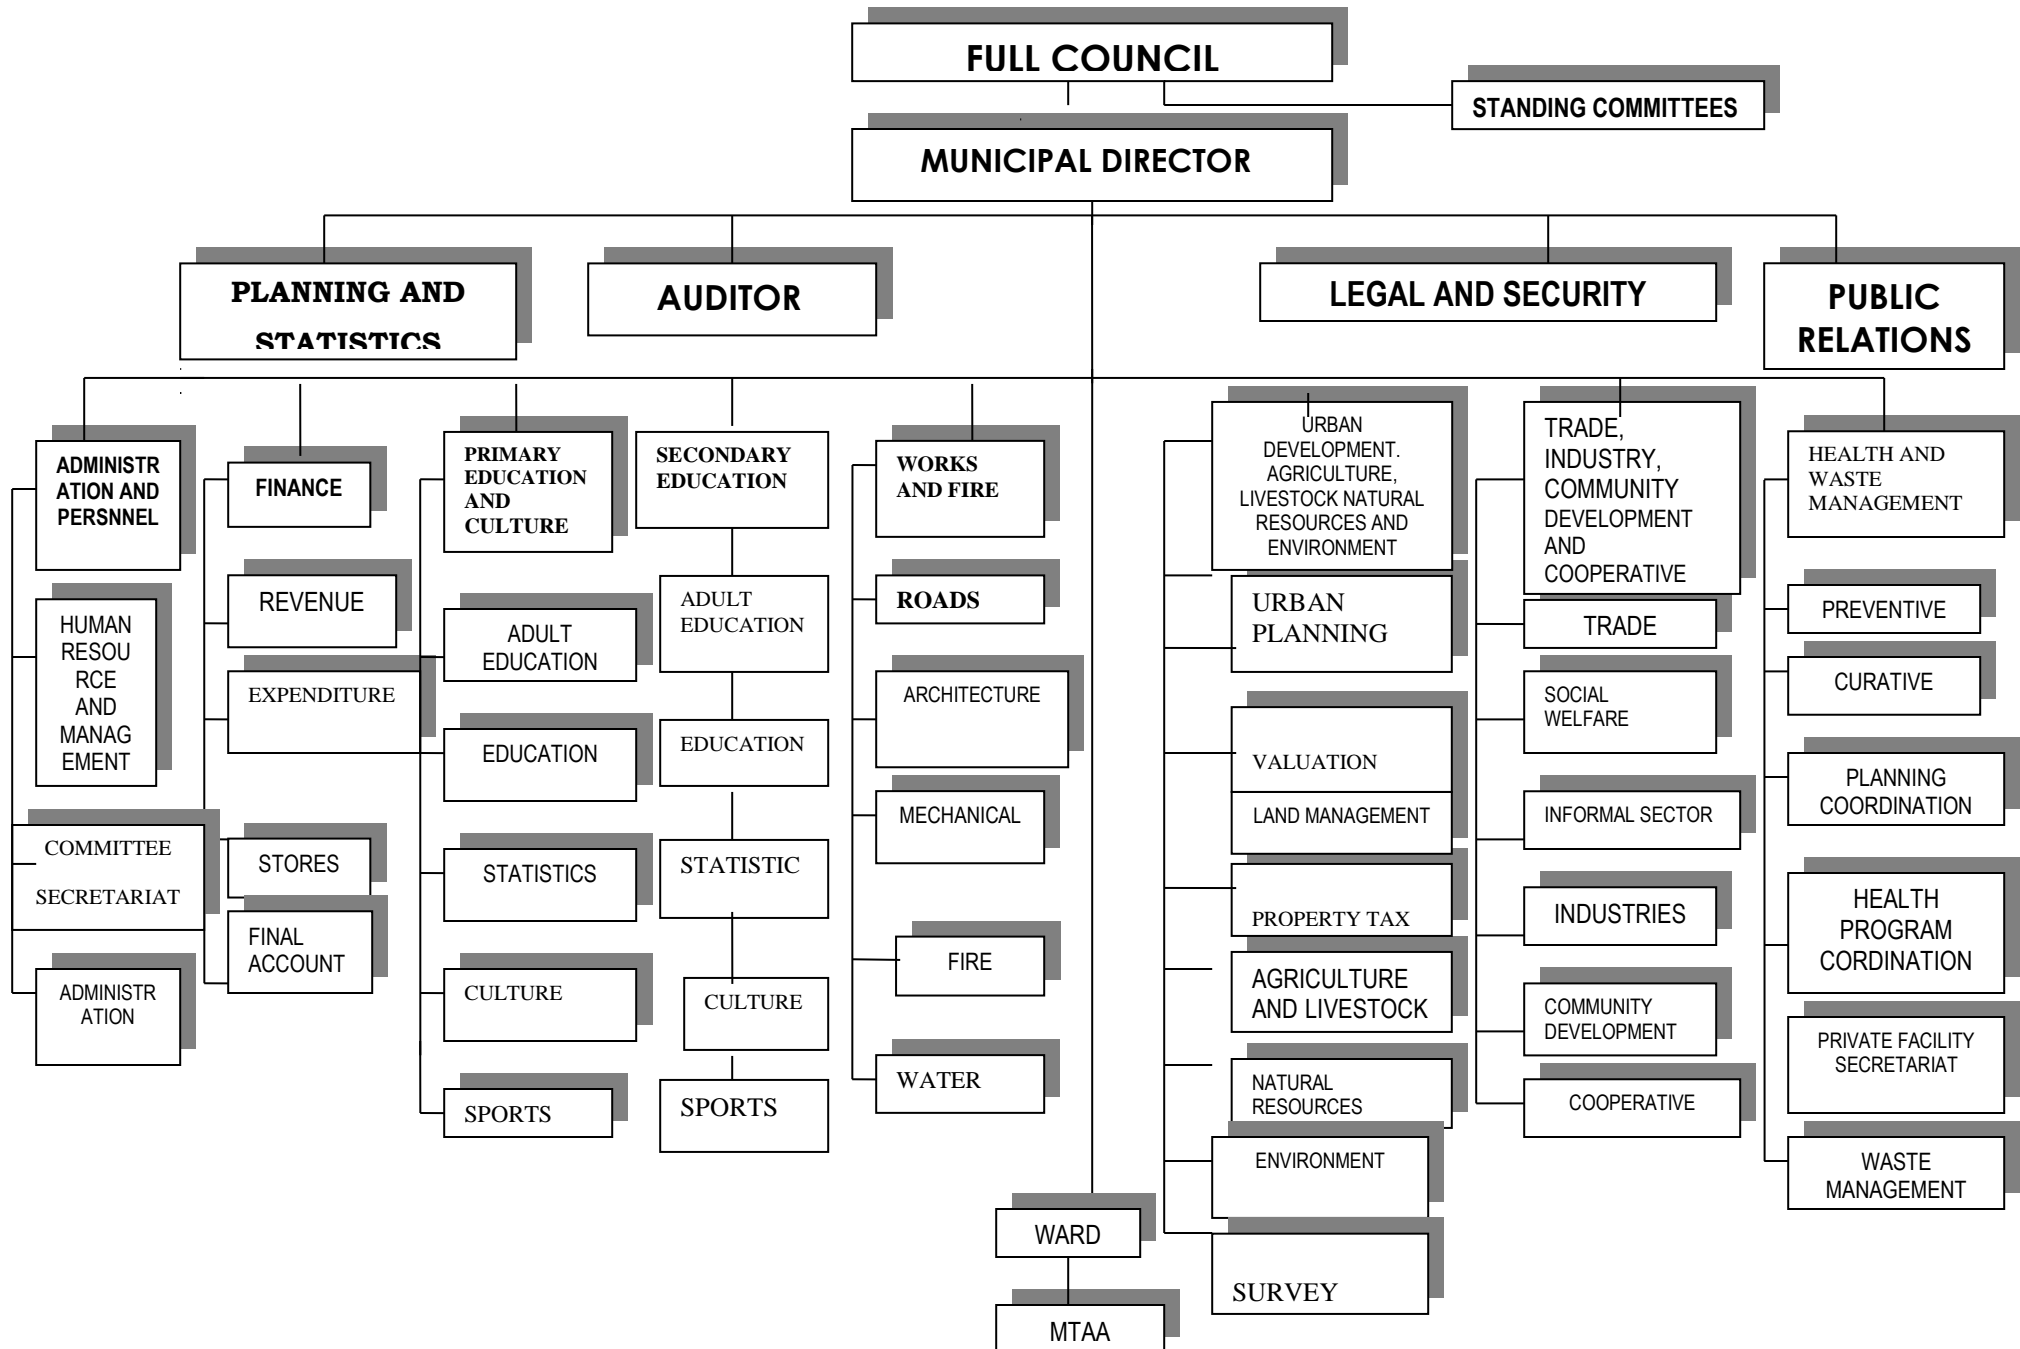 FULL COUNCIL
STANDING COMMITTEES
MUNICIPAL DIRECTOR
PLANNING AND
STATISTICS
AUDITOR
LEGAL AND SECURITY
PUBLIC
RELATIONS
ADMINISTR
ATION AND
PERSNNEL
HUMAN
RESOU
RCE
AND
MANAG
EMENT
COMMITTEE
SECRETARIAT
ADMINISTR
ATION
FINANCE
REVENUE
EXPENDITURE
STORES
FINAL
ACCOUNT
PRIMARY
EDUCATION
AND
CULTURE
ADULT
EDUCATION
EDUCATION
STATISTICS
CULTURE
SPORTS
SECONDARY
EDUCATION
ADULT
EDUCATION
EDUCATION
STATISTIC
CULTURE
SPORTS
WORKS
AND FIRE
ROADS
ARCHITECTURE
MECHANICAL
FIRE
WATER
WARD
MTAA
URBAN
DEVELOPMENT.
AGRICULTURE,
LIVESTOCK NATURAL
RESOURCES AND
ENVIRONMENT
URBAN
PLANNING
VALUATION
LAND MANAGEMENT
PROPERTY TAX
AGRICULTURE
AND LIVESTOCK
NATURAL
RESOURCES
ENVIRONMENT
SURVEY
TRADE,
INDUSTRY,
COMMUNITY
DEVELOPMENT
AND
COOPERATIVE
TRADE
SOCIAL
WELFARE
INFORMAL SECTOR
INDUSTRIES
COMMUNITY
DEVELOPMENT
COOPERATIVE
HEALTH AND
WASTE
MANAGEMENT
PREVENTIVE
CURATIVE
PLANNING
COORDINATION
HEALTH
PROGRAM
CORDINATION
PRIVATE FACILITY
SECRETARIAT
WASTE
MANAGEMENT